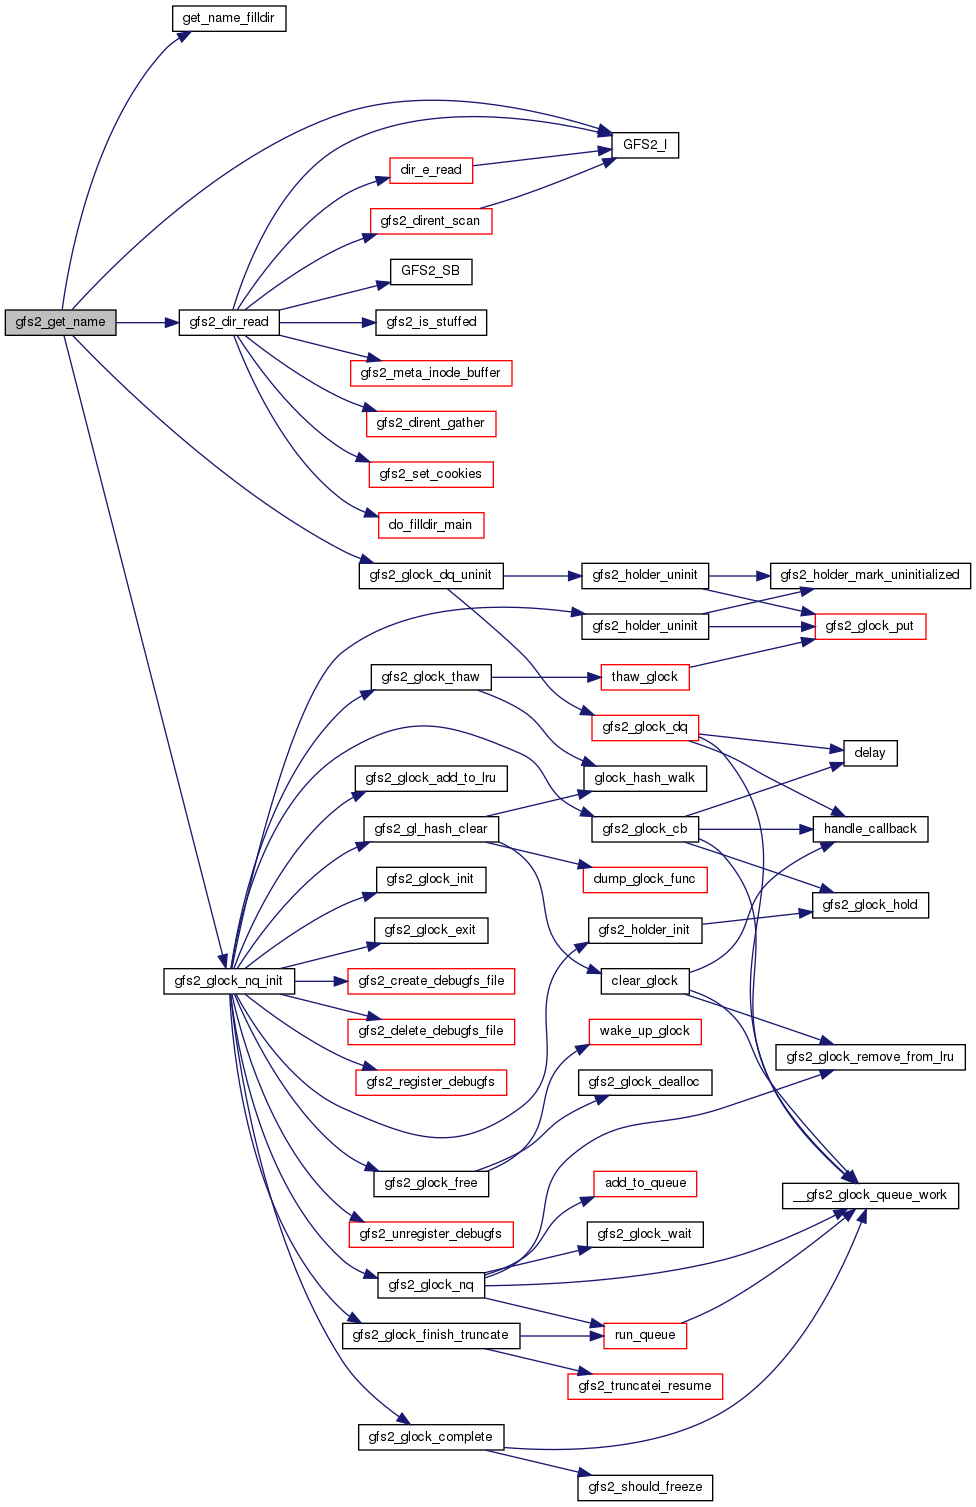 get_name_filldir
GFS2_I
dir_e_read
gfs2_dirent_scan
GFS2_SB
gfs2_get_name
gfs2_dir_read
gfs2_is_stuffed
gfs2_meta_inode_buffer
gfs2_dirent_gather
gfs2_set_cookies
do_filldir_main
gfs2_glock_dq_uninit
gfs2_holder_uninit
gfs2_holder_mark_uninitialized
gfs2_holder_uninit
gfs2_glock_put
gfs2_glock_thaw
thaw_glock
gfs2_glock_dq
delay
gfs2_glock_add_to_lru
glock_hash_walk
gfs2_gl_hash_clear
gfs2_glock_cb
handle_callback
gfs2_glock_init
dump_glock_func
gfs2_glock_hold
gfs2_glock_exit
gfs2_holder_init
gfs2_glock_nq_init
gfs2_create_debugfs_file
clear_glock
gfs2_delete_debugfs_file
wake_up_glock
gfs2_glock_remove_from_lru
gfs2_register_debugfs
gfs2_glock_dealloc
gfs2_glock_free
add_to_queue
__gfs2_glock_queue_work
gfs2_unregister_debugfs
gfs2_glock_wait
gfs2_glock_nq
gfs2_glock_finish_truncate
run_queue
gfs2_truncatei_resume
gfs2_glock_complete
gfs2_should_freeze